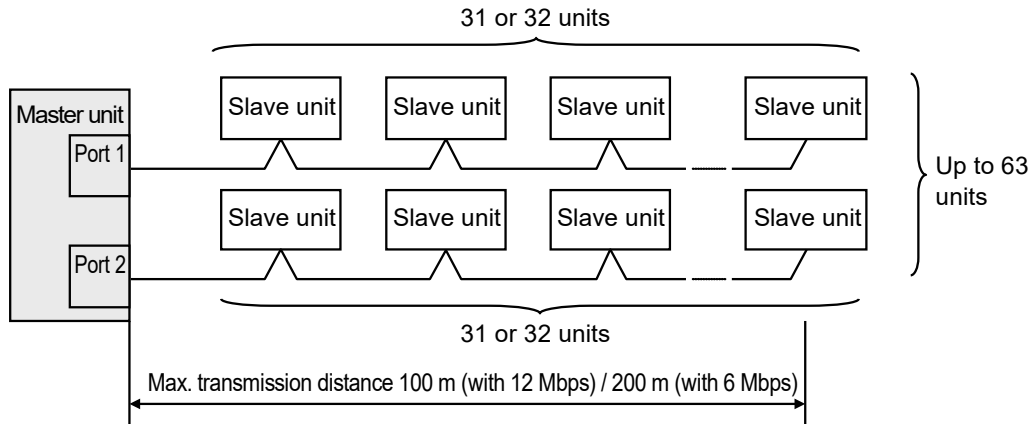 31 or 32 units
Slave unit Slave unit Slave unit Slave unit
Master unit
Port 1
Up to 63
units
Slave unit Slave unit Slave unit Slave unit
Port 2
31 or 32 units
Max. transmission distance 100 m (with 12 Mbps) / 200 m (with 6 Mbps)